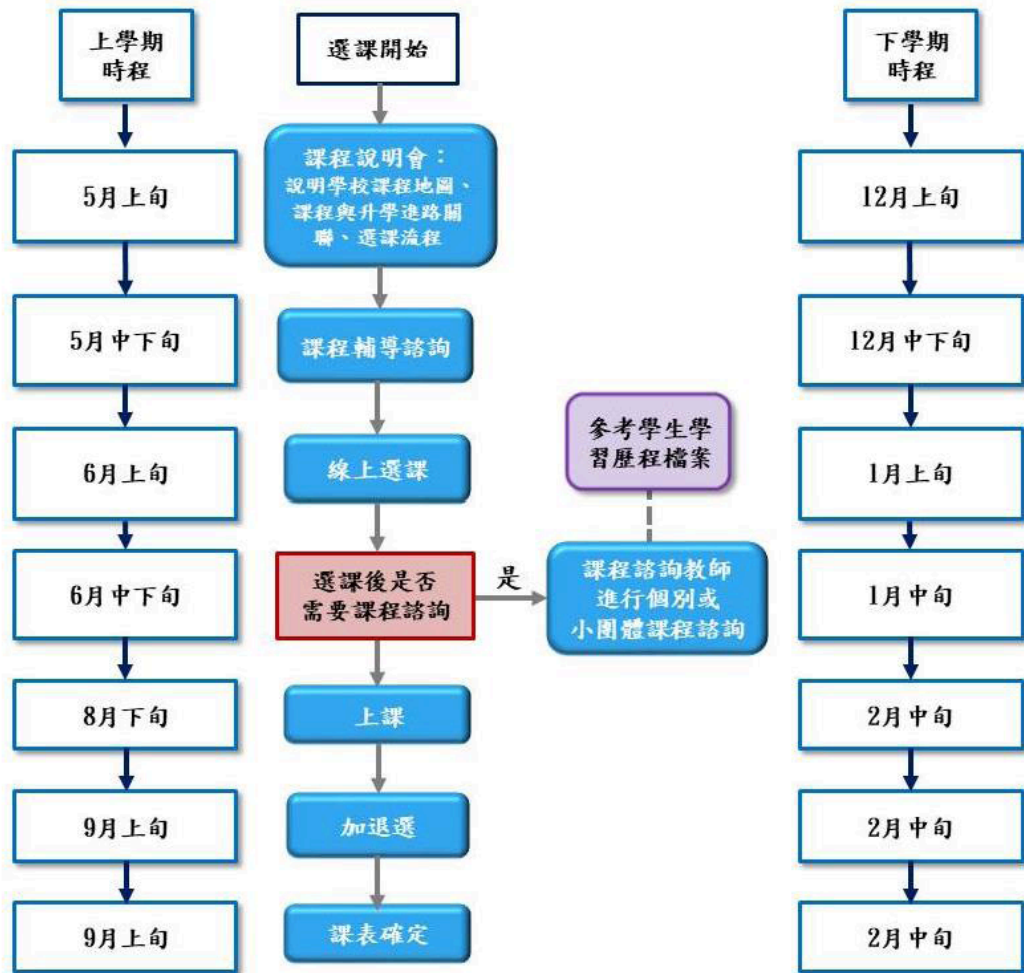 上學期
時程
選課開始
下學期
時程
課程說明會：
說明學校課程地圖、
課程與升學進路關
聯、選課流程
5月上旬
12月上旬
5月中下旬
課程輔導諮詢
12月中下旬
參考學生學
習歷程檔案
6月上旬
線上選課
1月上旬
6月中下旬
選課後是否
需要課程諮詢
是
課程諮詢教師
進行個別或
小團體課程諮詢
1月中旬
8月下旬
上課
2月中旬
9月上旬
加退選
2月中旬
9月上旬
課表確定
2月中旬